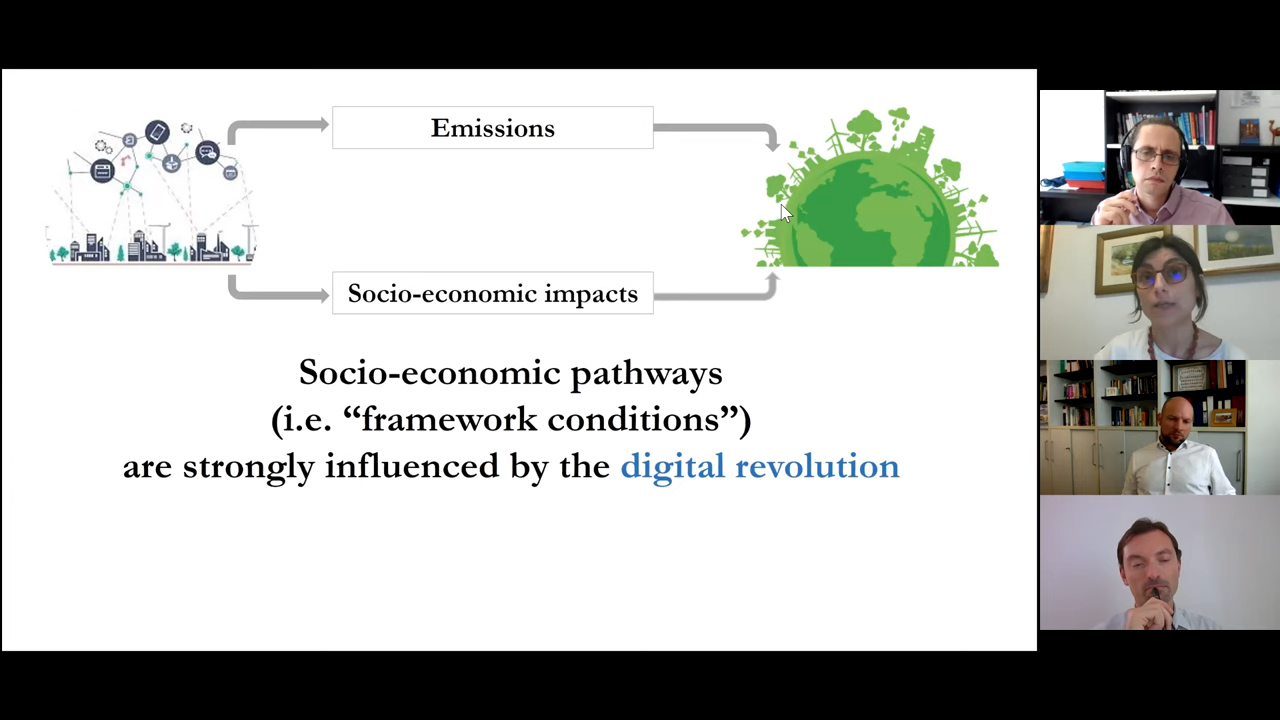 Emissions
Socio-economic impacts
Socio-economic pathways
(i.e. “framework conditions”)
are strongly influenced by the digital revolution